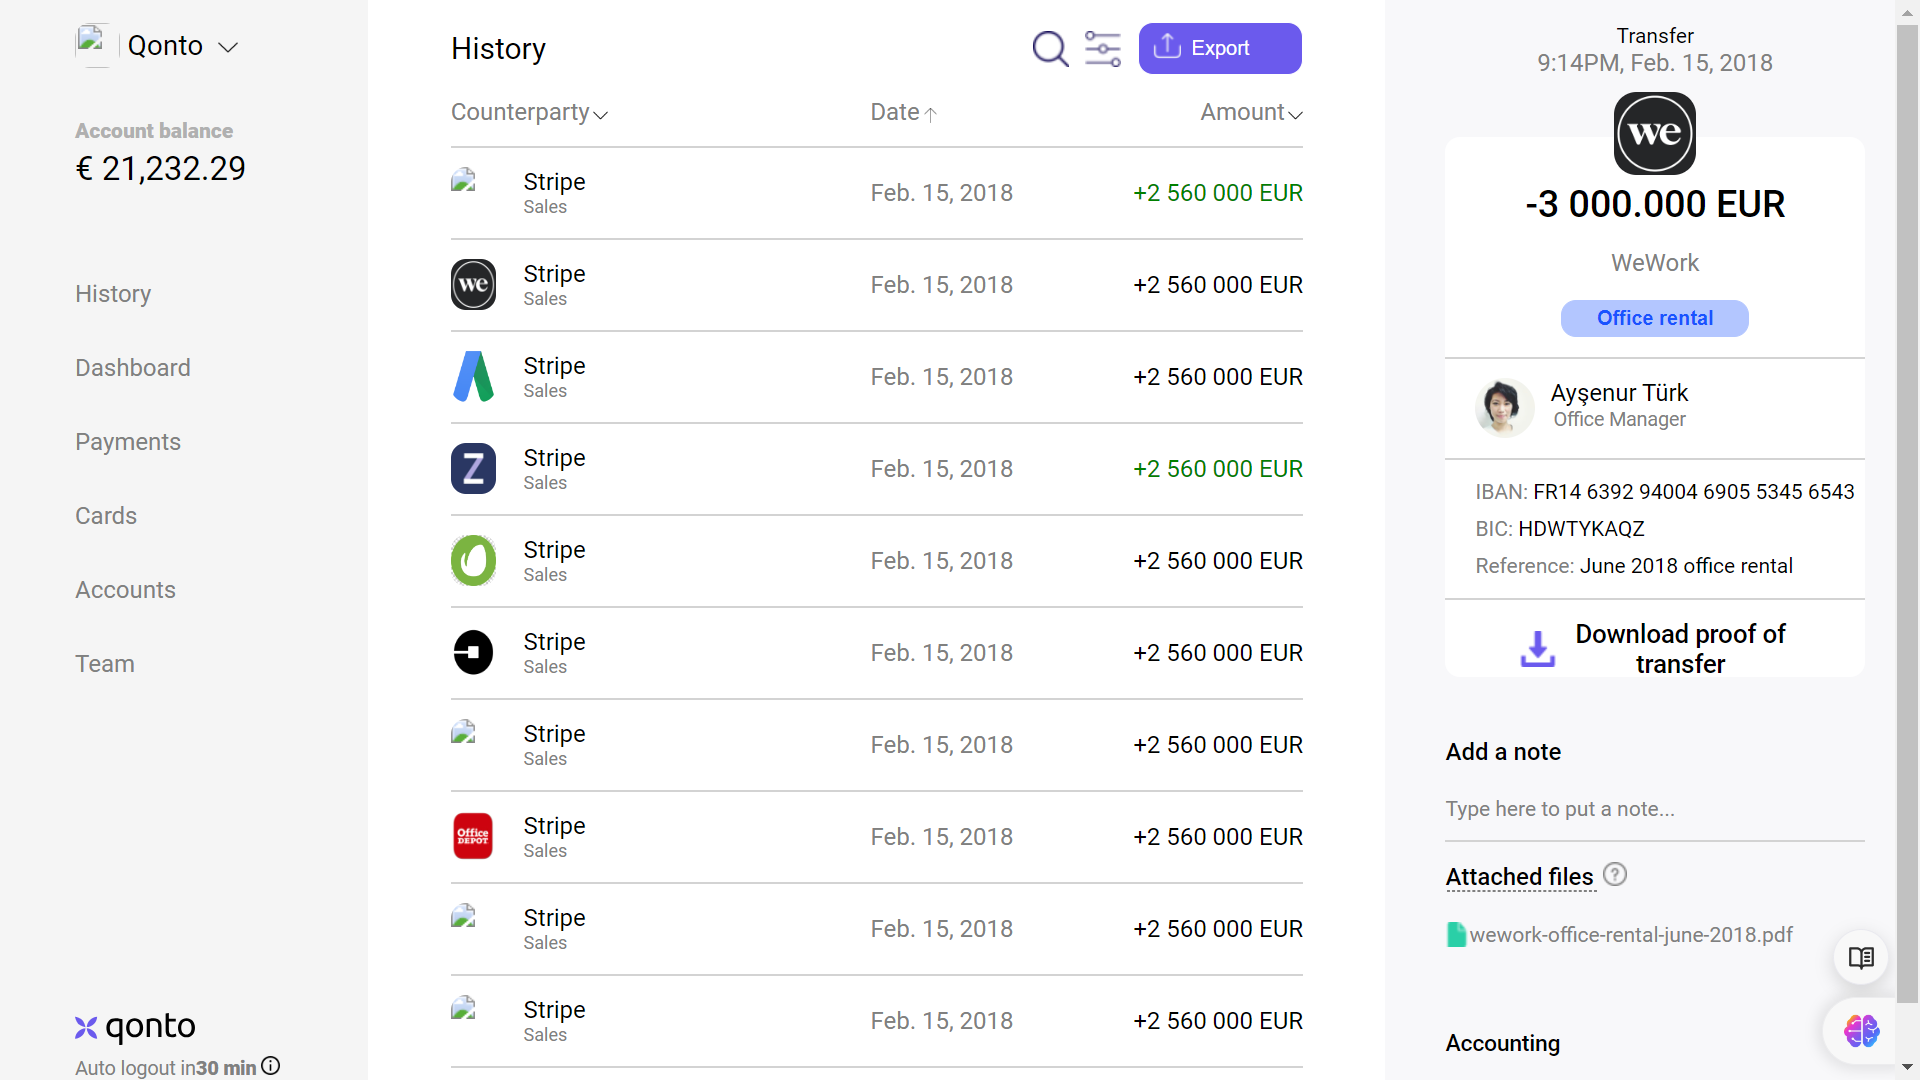 Qonto
Account balance
€ 21,232.29
History
Dashboard
Payments
Cards
Accounts
Team
qonto
Auto logout in30 min
History
Export
Counterparty
Date
Amount
Stripe
Sales
Feb. 15, 2018
+2 560 000 EUR
we
Stripe
Sales
Feb. 15, 2018
+2 560 000 EUR
Stripe
Sales
Feb. 15, 2018
+2 560 000 EUR
Z
Stripe
Sales
Feb. 15, 2018
+2 560 000 EUR
Stripe
Sales
Feb. 15, 2018
+2 560 000 EUR
Stripe
Sales
Feb. 15, 2018
+2 560 000 EUR
Stripe
Sales
Feb. 15, 2018
+2 560 000 EUR
Office
DEPOT
Stripe
Sales
Feb. 15, 2018
+2 560 000 EUR
Stripe
Sales
Feb. 15, 2018
+2 560 000 EUR
Stripe
Sales
Feb. 15, 2018
+2 560 000 EUR
Transfer
9:14PM, Feb. 15, 2018
we
-3 000.000 EUR
WeWork
Office rental
Ayşenur Türk
Office Manager
IBAN: FR14 6392 94004 6905 5345 6543
BIC: HDWTYKAQZ
Reference: June 2018 office rental
Download proof of
transfer
Add a note
Type here to put a note...
Attached files ?
wework-office-rental-june-2018.pdf
Accounting